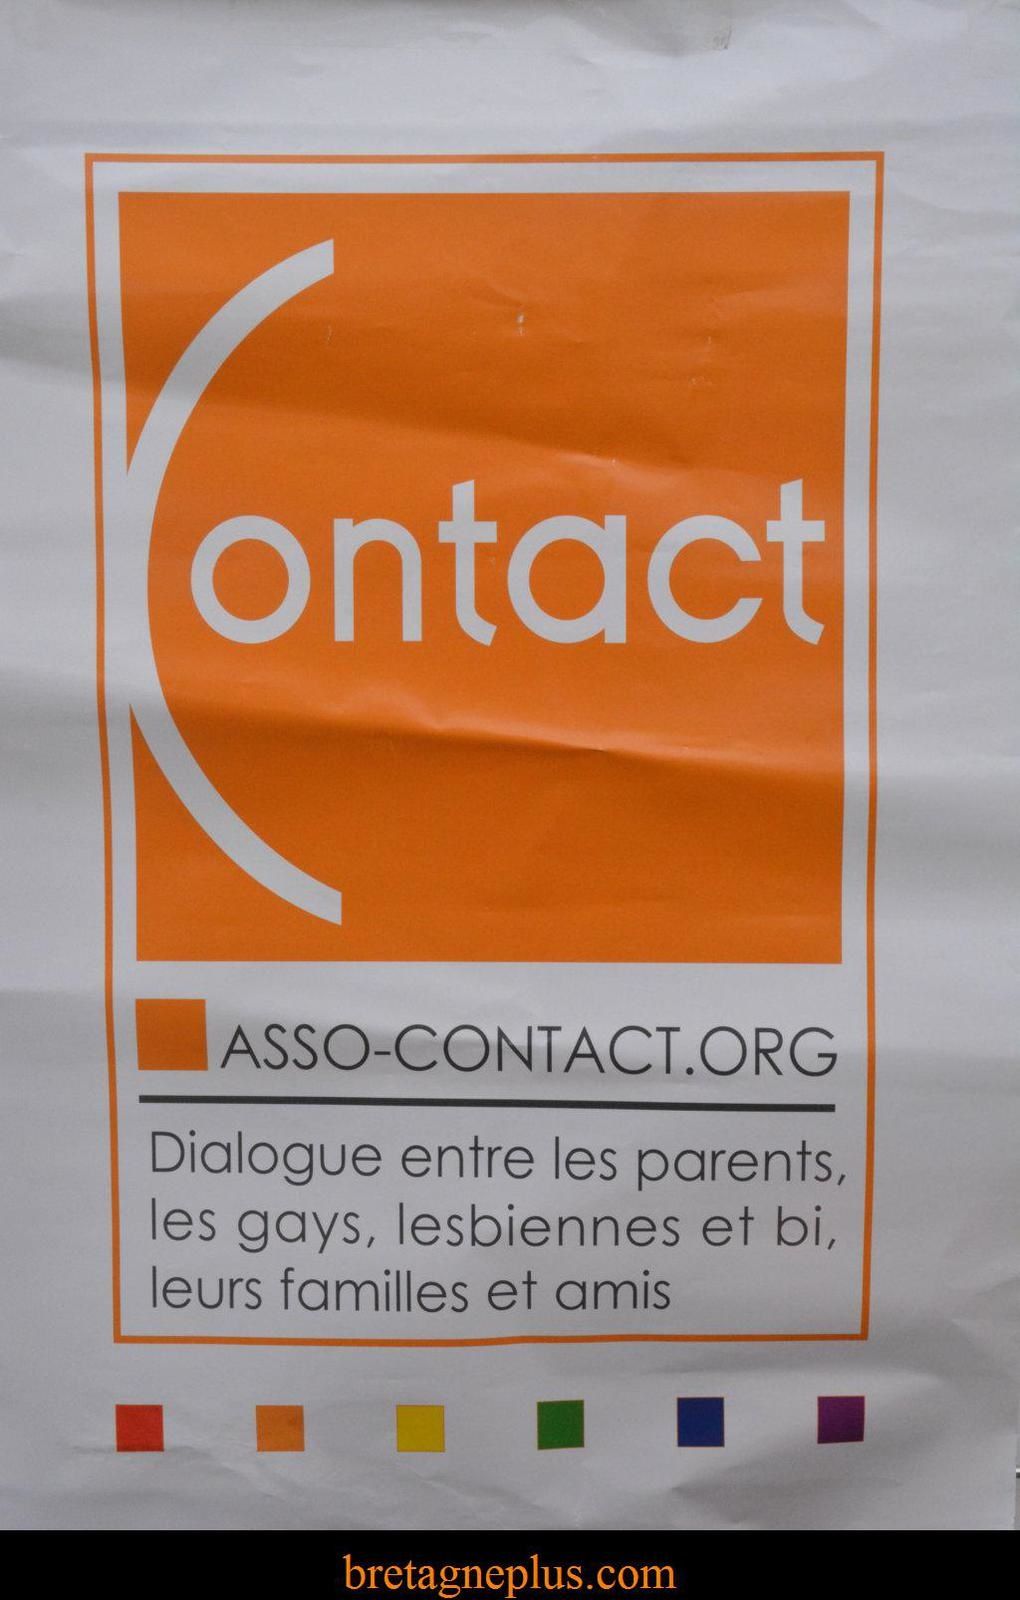 Contact
ASSO-CONTACT.ORG
Dialogue entre les parents,
les gays, lesbiennes et bi,
leurs familles et amis
bretagneplus.com